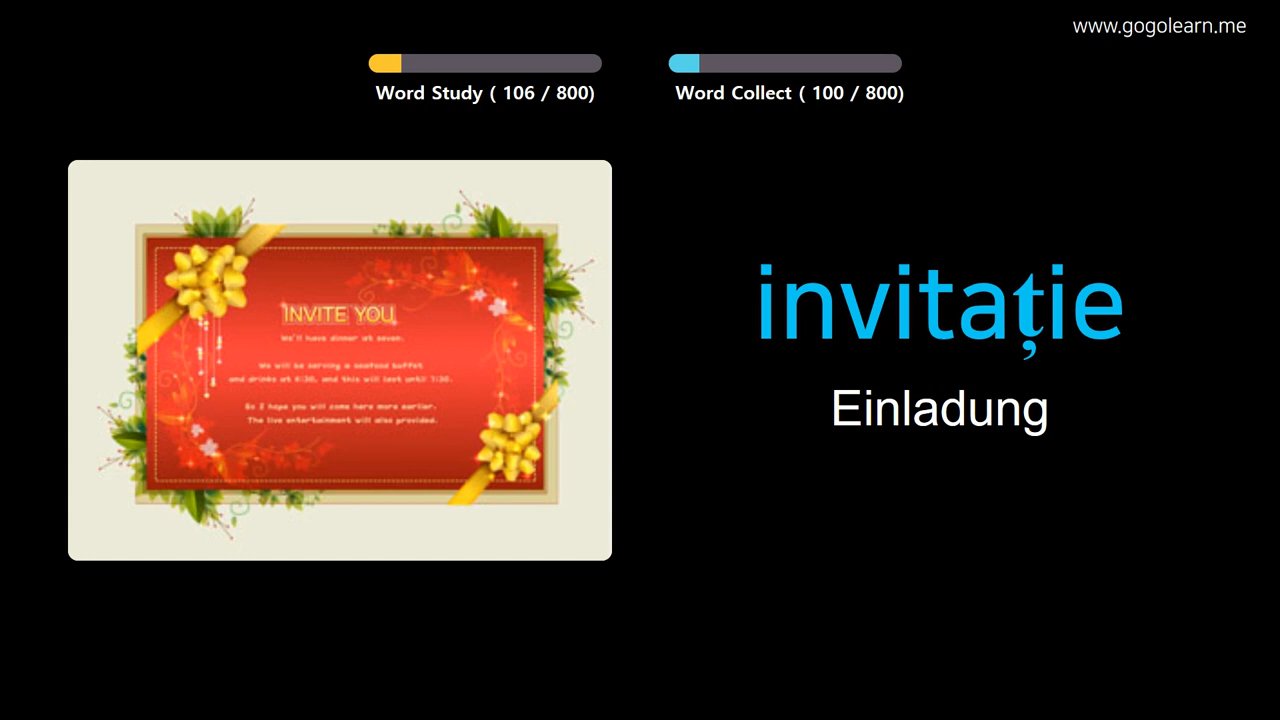 www.gogolearn.me
Word Study ( 106 / 800)
Word Collect ( 100 / 800)
INVITE YOU
We'll have dinner at seven.
We will be serving a seafood buffet
and drinks at 6:30, and this will last until 7:30.
So I hope you will come here more earlier.
The live entertainment will also provided.
invitație
Einladung